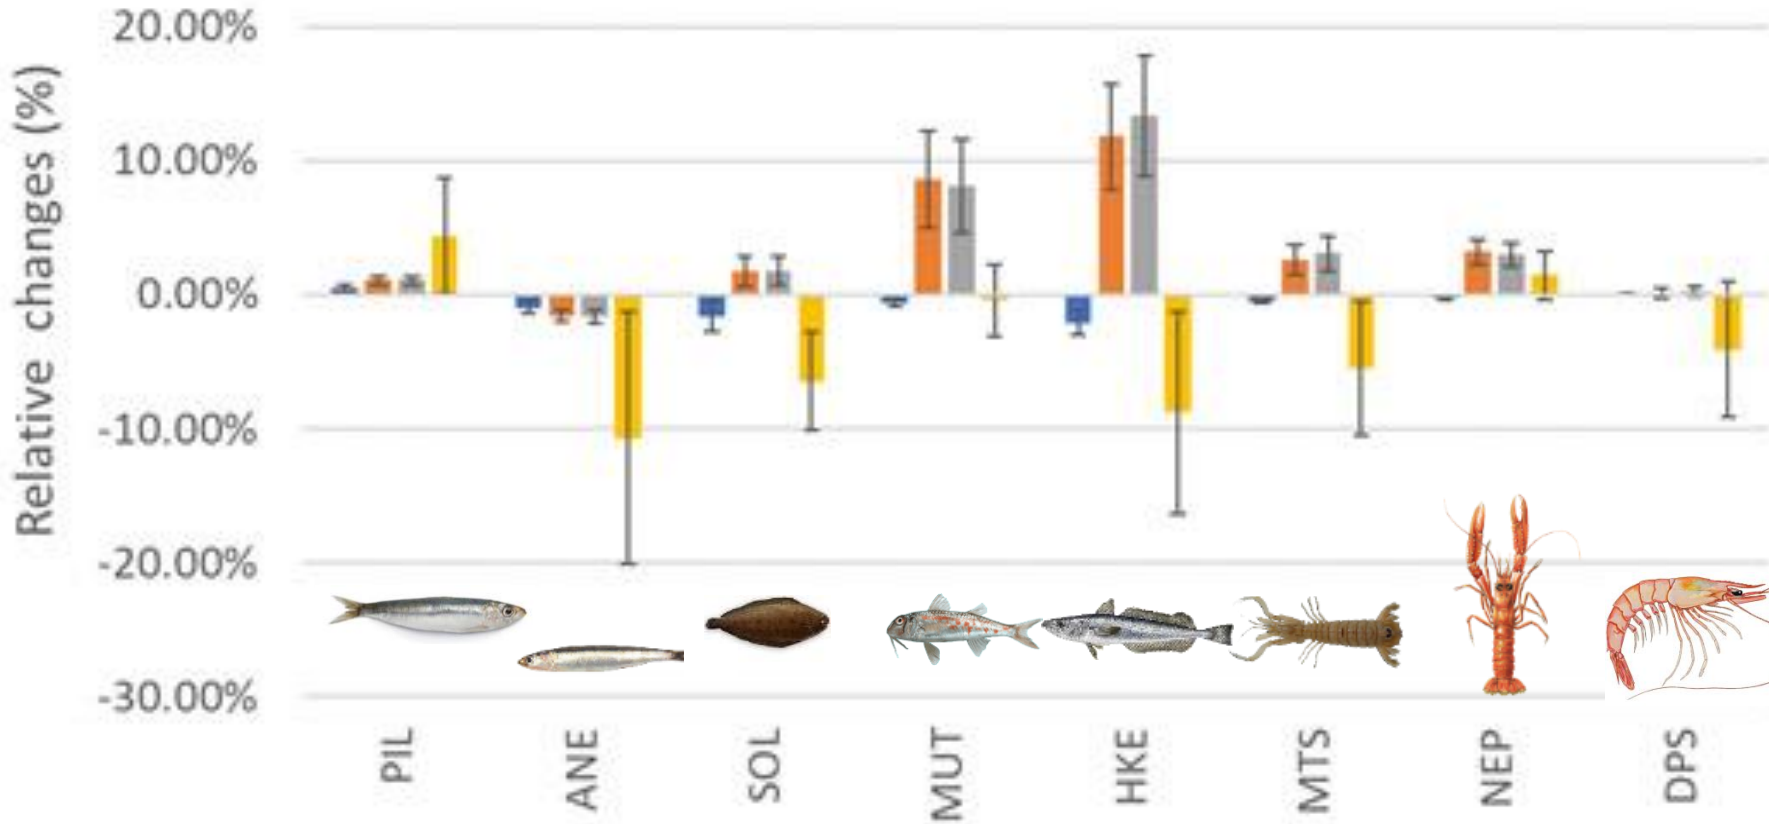 Relative changes (%)
20.00%
10.00%
0.00%
-10.00%
-20.00%
-30.00%
PIL
ANE
SOL
MUT
HKE
MTS
NEP
DPS